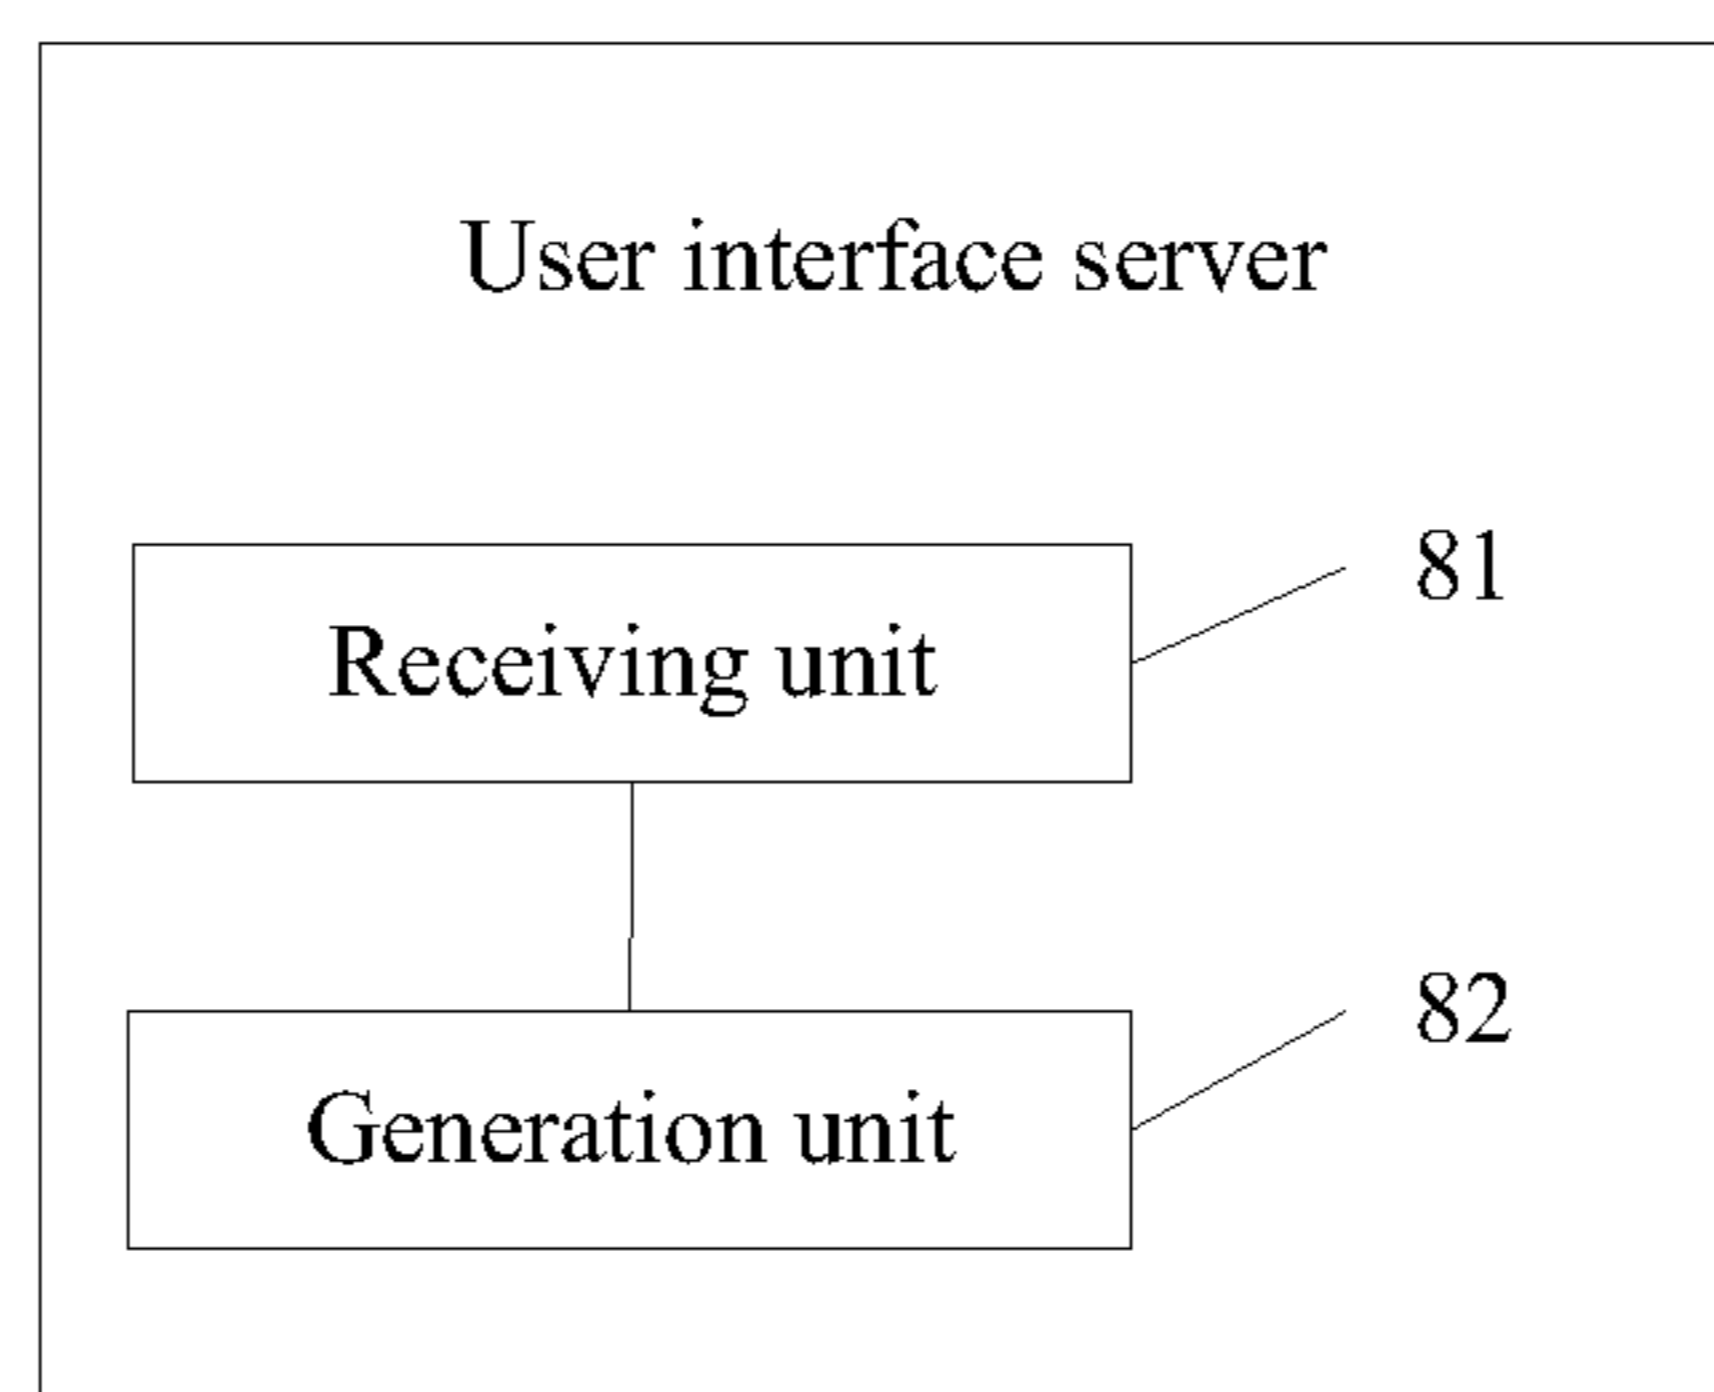 User interface server
81
Receiving unit
82
Generation unit